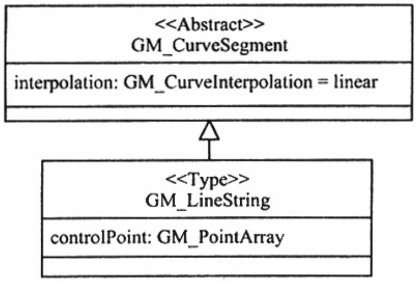 <<Abstract>>
GM_CurveSegment
interpolation: GM_CurveInterpolation = linear
<<Type>>
GM_LineString
controlPoint: GM_PointArray